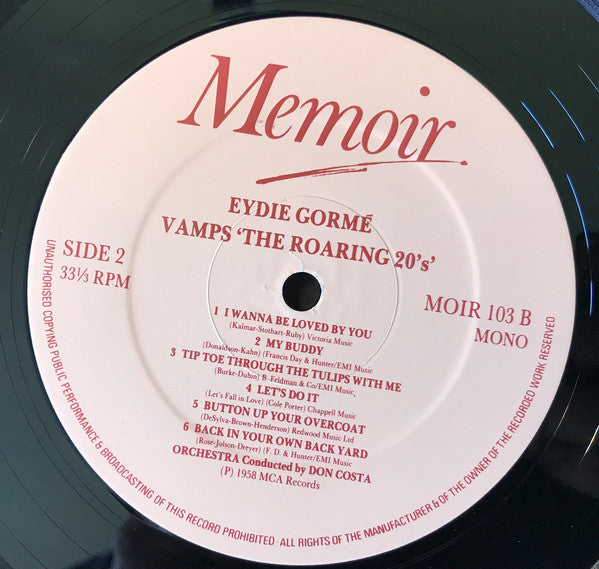 Memoir
EYDIE GORMÉ
VAMPS 'THE ROARING 20's'
SIDE 2
33⅓ RPM
MOIR 103 B
MONO
1 I WANNA BE LOVED BY YOU
(Kalmar-Stothart-Ruby) Victoria Music
2 MY BUDDY
(Donaldson-Kahn) (Francis Day & Hunter/EMI Music
3 TIP TOE THROUGH THE TULIPS WITH ME
(Burke-Dubin) B. Feldman & Co/EMI Music
4 LET'S DO IT
(Let's Fall in Love) (Cole Porter) Chappell Music
5 BUTTON UP YOUR OVERCOAT
(DeSylva-Brown-Henderson) Redwood Music Ltd
6 BACK IN YOUR OWN BACK YARD
(Rose-Jolson-Dreyer) (F. D. & Hunter/EMI Music
ORCHESTRA Conducted by DON COSTA
(P) 1958 MCA Records
UNAUTHORISED COPYING PUBLIC PERFORMANCE & BROADCASTING OF THIS RECORD PROHIBITED · ALL RIGHTS OF THE MANUFACTURER & OF THE OWNER OF THE RECORDED WORK RESERVED